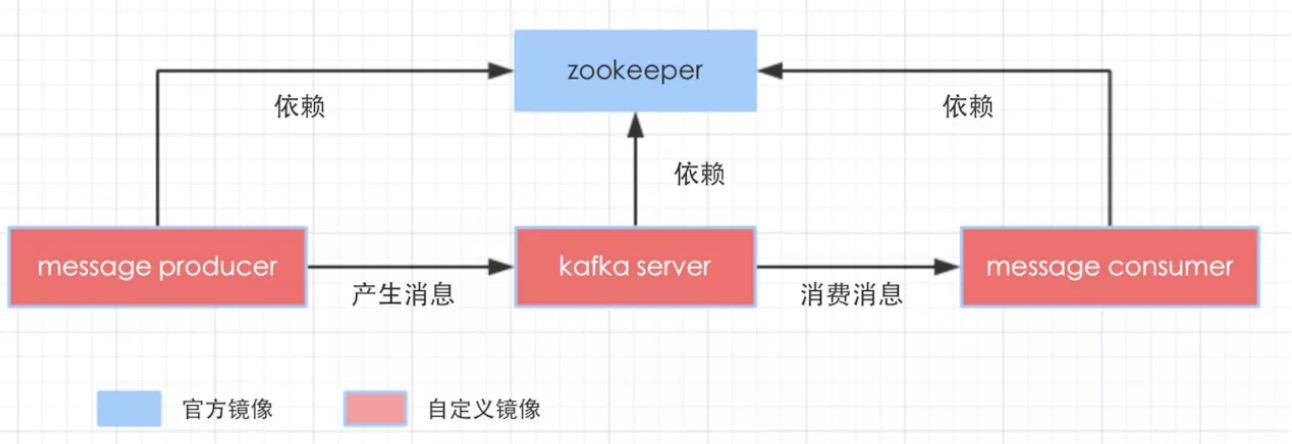 zookeeper
依赖
依赖
依赖
message producer
kafka server
message consumer
产生消息
消费消息
官方镜像
自定义镜像